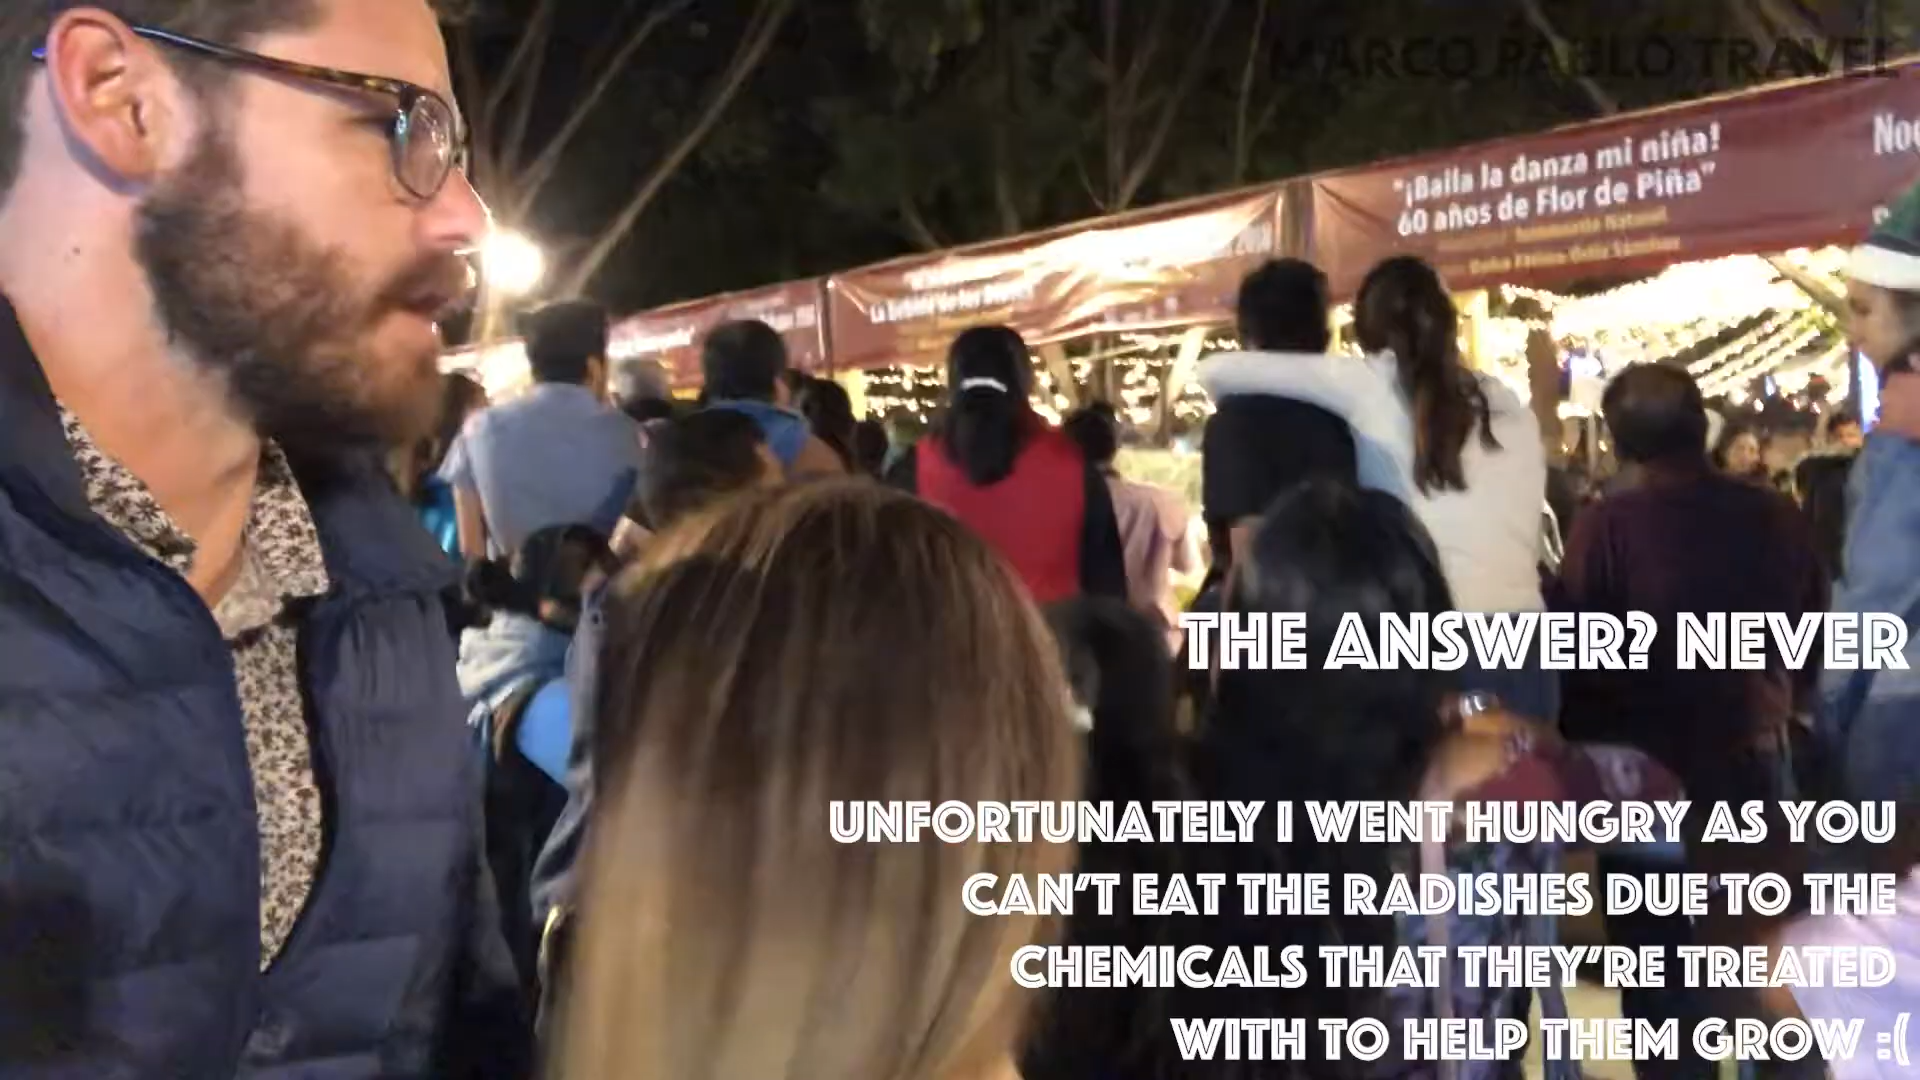 MARCO PAULO TRAVEL
"¡Baila la danza mi niña!
60 años de Flor de Piña"
THE ANSWER? NEVER
UNFORTUNATELY I WENT HUNGRY AS YOU
CAN'T EAT THE RADISHES DUE TO THE
CHEMICALS THAT THEY'RE TREATED
WITH TO HELP THEM GROW :(